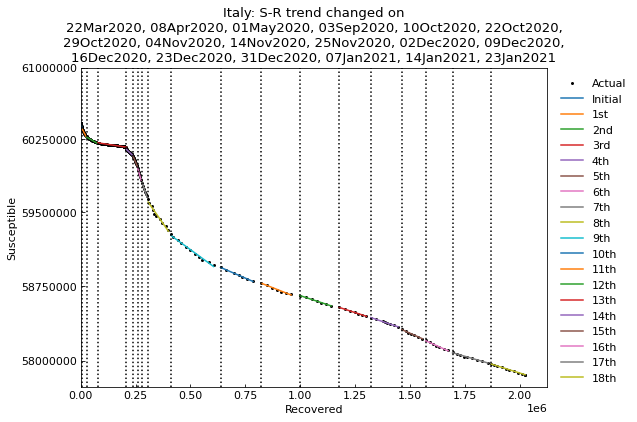 Italy: S-R trend changed on
22Mar2020, 08Apr2020, 01May2020, 03Sep2020, 10Oct2020, 22Oct2020,
29Oct2020, 04Nov2020, 14Nov2020, 25Nov2020, 02Dec2020, 09Dec2020,
16Dec2020, 23Dec2020, 31Dec2020, 07Jan2021, 14Jan2021, 23Jan2021
61000000
60250000
59500000
58750000
58000000
Susceptible
0.00 0.25 0.50 0.75 1.00 1.25 1.50 1.75 2.00
1e6
Recovered
Actual
Initial
1st
2nd
3rd
4th
5th
6th
7th
8th
9th
10th
11th
12th
13th
14th
15th
16th
17th
18th